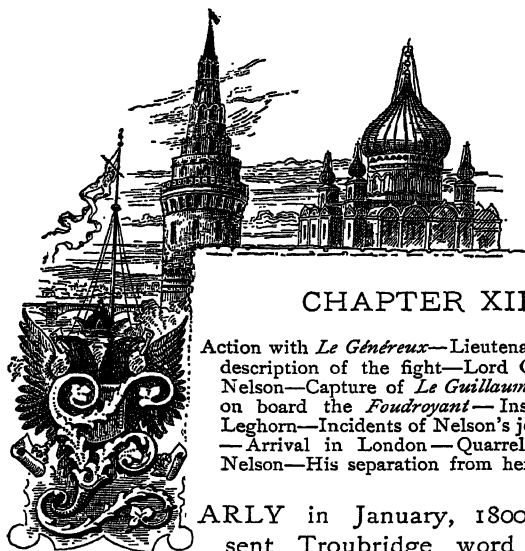 CHAPTER XII
Action with Le Généreux—Lieutena
description of the fight—Lord
Nelson—Capture of Le Guillaum
on board the Foudroyant—Ins
Leghorn—Incidents of Nelson's j
—Arrival in London—Quarrel
Nelson—His separation from he
ARLY in January, 1800
sent Troubridge word